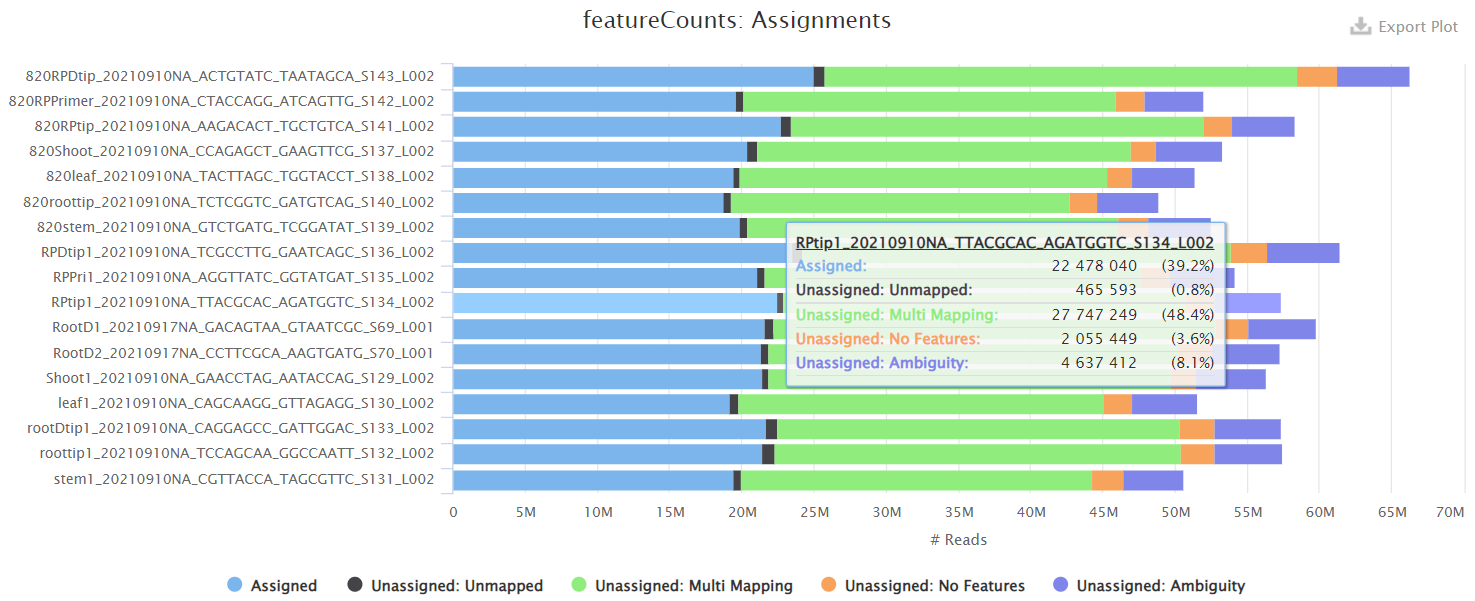 featureCounts: Assignments
Export Plot
820RPDtip_20210910NA_ACTGTATC_TAATAGCA_S143_L002
820RPPrimer_20210910NA_CTACCAGG_ATCAGTTG_S142_L002
820RPtip_20210910NA_AAGACACT_TGCTGTCA_S141_L002
820Shoot_20210910NA_CCAGAGCT_GAAGTTCG_S137_L002
820leaf_20210910NA_TACTTAGC_TGGTACCT_S138_L002
820roottip_20210910NA_TCTCGGTC_GATGTCAG_S140_L002
820stem_20210910NA_GTCTGATG_TCGGATAT_S139_L002
RPDtip1_20210910NA_TCGCCTTG_GAATCAGC_S136_L002
RPPri1_20210910NA_AGGTTATC_GGTATGAT_S135_L002
RPtip1_20210910NA_TTACGCAC_AGATGGTC_S134_L002
RootD1_20210917NA_GACAGTAA_GTAATCGC_S69_L001
RootD2_20210917NA_CCTTCGCA_AAGTGATG_S70_L001
Shoot1_20210910NA_GAACCTAG_AATACCAG_S129_L002
leaf1_20210910NA_CAGCAAGG_GTTAGAGG_S130_L002
rootDtip1_20210910NA_CAGGAGCC_GATTGGAC_S133_L002
roottip1_20210910NA_TCCAGCAA_GGCCAATT_S132_L002
stem1_20210910NA_CGTTACCA_TAGCGTTC_S131_L002
RPtip1_20210910NA_TTACGCAC_AGATGGTC_S134_L002
Assigned: 22 478 040 (39.2%)
Unassigned: Unmapped: 465 593 (0.8%)
Unassigned: Multi Mapping: 27 747 249 (48.4%)
Unassigned: No Features: 2 055 449 (3.6%)
Unassigned: Ambiguity: 4 637 412 (8.1%)
0 5M 10M 15M 20M 25M 30M 35M 40M 45M 50M 55M 60M 65M 70M
# Reads
Assigned Unassigned: Unmapped Unassigned: Multi Mapping Unassigned: No Features Unassigned: Ambiguity